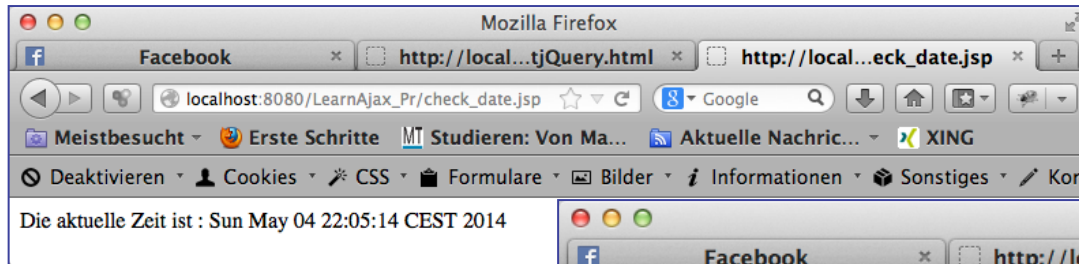 Mozilla Firefox
Facebook × http://local...tjQuery.html × http://local...eck_date.jsp × +
localhost:8080/LearnAjax_Pr/check_date.jsp Google
Meistbesucht Erste Schritte MT Studieren: Von Ma... Aktuelle Nachric... XING
Deaktivieren Cookies CSS Formulare Bilder Informationen Sonstiges Kon
Die aktuelle Zeit ist : Sun May 04 22:05:14 CEST 2014
Facebook × http://l